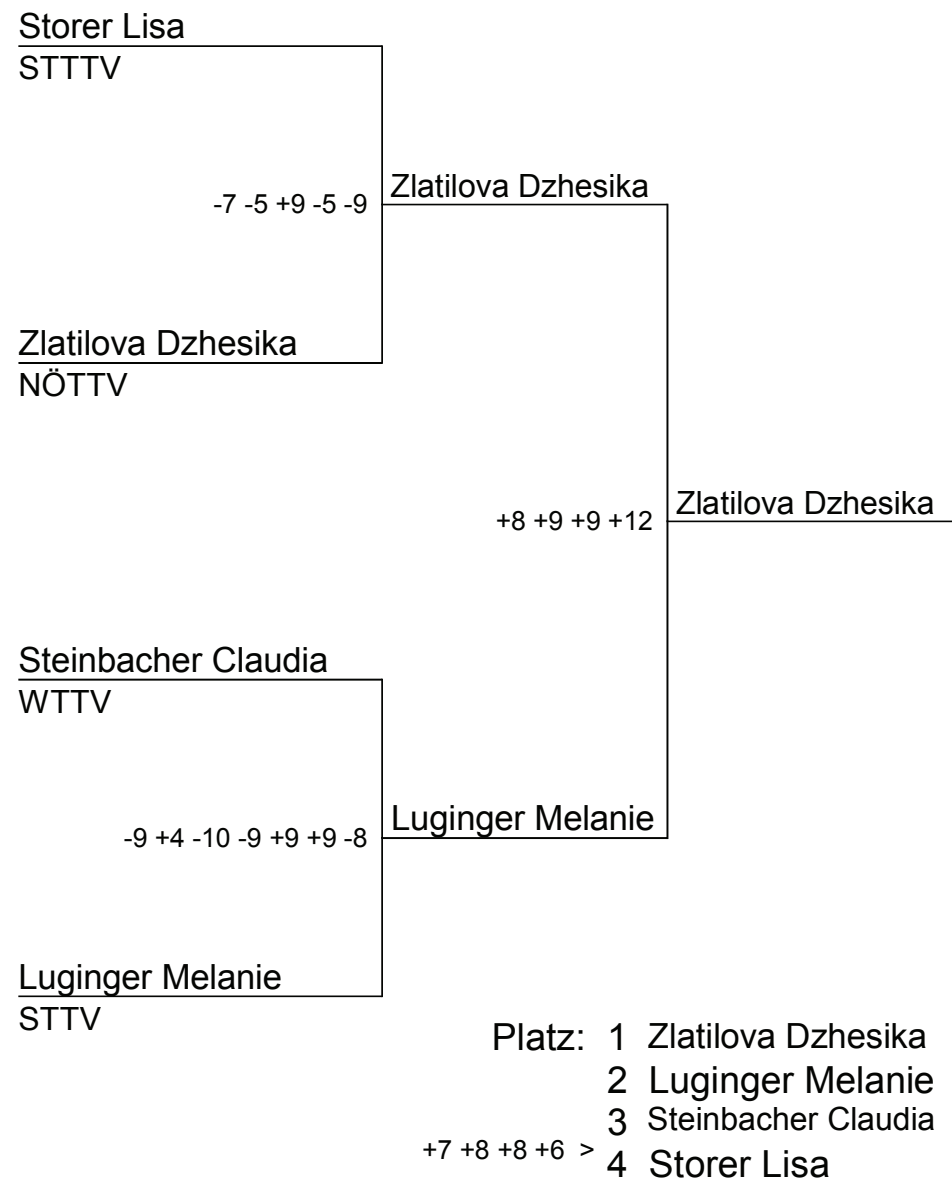 Storer Lisa
STTTV
-7 -5 +9 -5 -9
Zlatilova Dzhesika
Zlatilova Dzhesika
NÖTTV
+8 +9 +9 +12
Zlatilova Dzhesika
Steinbacher Claudia
WTTV
-9 +4 -10 -9 +9 +9 -8
Luginger Melanie
Luginger Melanie
STTV
Platz: 1 Zlatilova Dzhesika
2 Luginger Melanie
3 Steinbacher Claudia
+7 +8 +8 +6 >
4 Storer Lisa